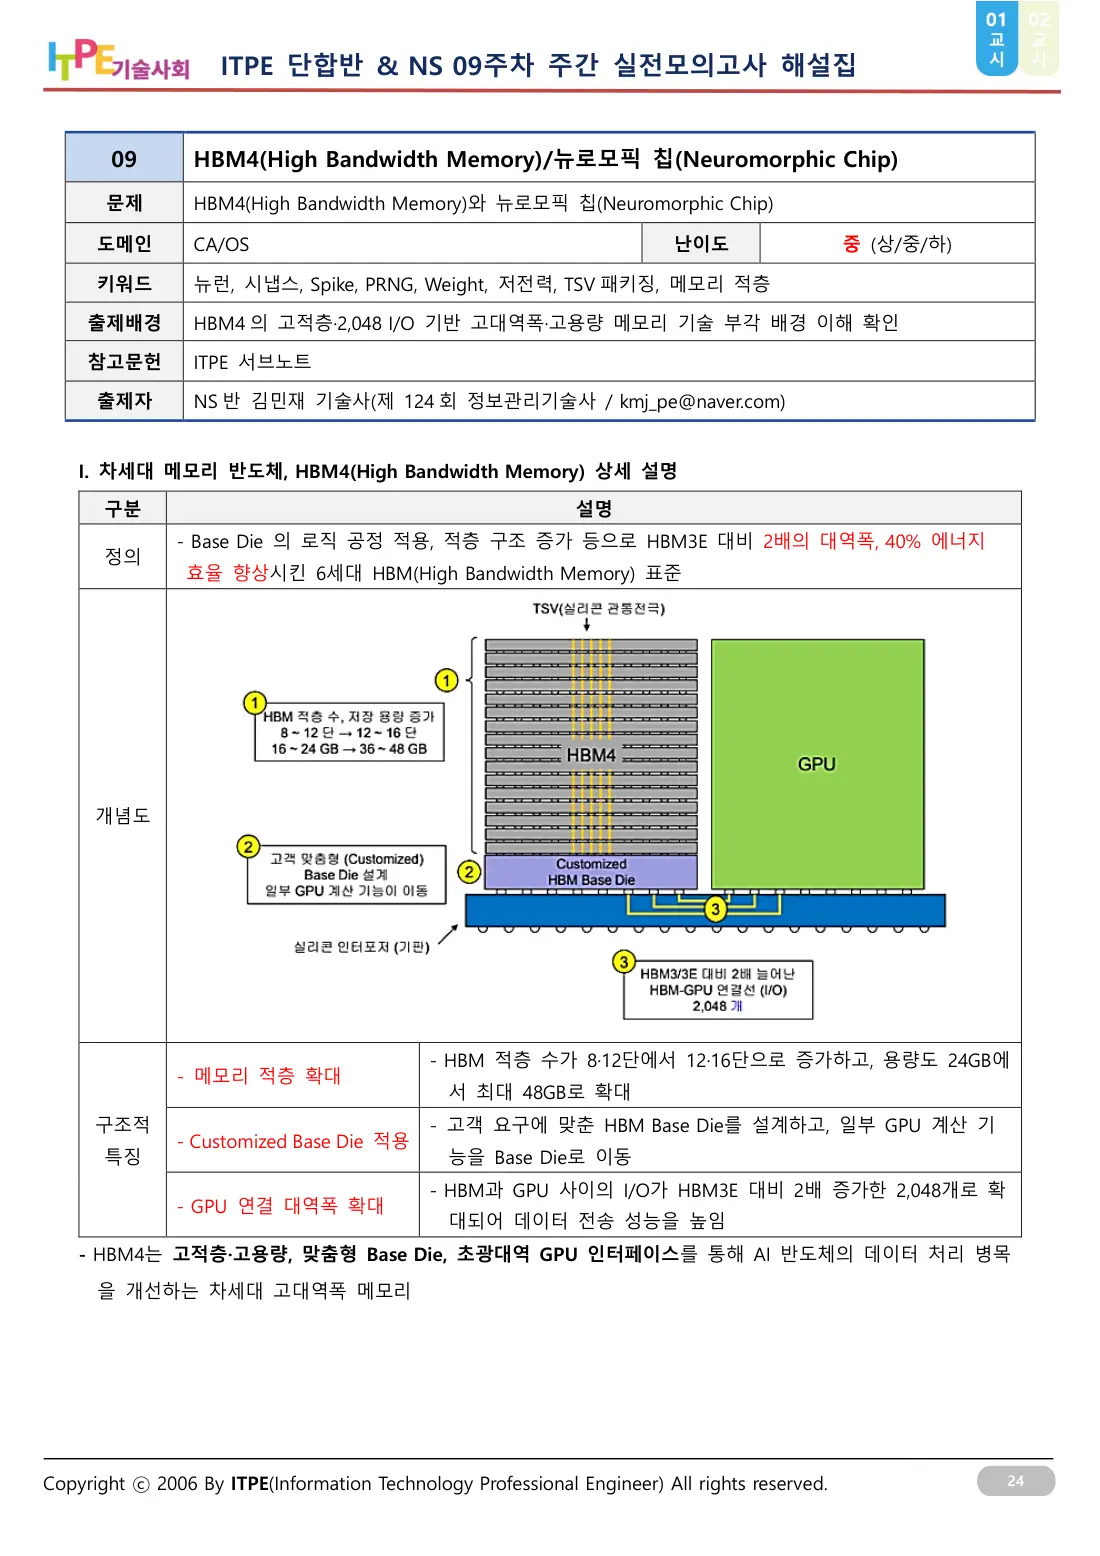 ITPE기술사회
ITPE 단합반 & NS 09주차 주간 실전모의고사 해설집
01
교
시
02
교
시
09
HBM4(High Bandwidth Memory)/뉴로모픽 칩(Neuromorphic Chip)
문제
HBM4(High Bandwidth Memory)와 뉴로모픽 칩(Neuromorphic Chip)
도메인
CA/OS
난이도
중 (상/중/하)
키워드
뉴런, 시냅스, Spike, PRNG, Weight, 저전력, TSV 패키징, 메모리 적층
출제배경
HBM4 의 고적층·2,048 I/O 기반 고대역폭·고용량 메모리 기술 부각 배경 이해 확인
참고문헌
ITPE 서브노트
출제자
NS 반 김민재 기술사(제 124 회 정보관리기술사 / kmj_pe@naver.com)
I. 차세대 메모리 반도체, HBM4(High Bandwidth Memory) 상세 설명
구분
설명
정의
- Base Die 의 로직 공정 적용, 적층 구조 증가 등으로 HBM3E 대비 2배의 대역폭, 40% 에너지
효율 향상시킨 6세대 HBM(High Bandwidth Memory) 표준
개념도
TSV(실리콘 관통전극)
1
1
HBM 적층 수, 저장 용량 증가
8 ~ 12 단 → 12 ~ 16 단
16 ~ 24 GB → 36 ~ 48 GB
HBM4
GPU
2
고객 맞춤형 (Customized)
Base Die 설계
일부 GPU 계산 기능이 이동
2
Customized
HBM Base Die
3
실리콘 인터포저 (기판)
3
HBM3/3E 대비 2배 늘어난
HBM-GPU 연결선 (I/O)
2,048 개
구조적
특징
- 메모리 적층 확대
- HBM 적층 수가 8·12단에서 12·16단으로 증가하고, 용량도 24GB에
서 최대 48GB로 확대
- Customized Base Die 적용
- 고객 요구에 맞춘 HBM Base Die를 설계하고, 일부 GPU 계산 기
능을 Base Die로 이동
- GPU 연결 대역폭 확대
- HBM과 GPU 사이의 I/O가 HBM3E 대비 2배 증가한 2,048개로 확
대되어 데이터 전송 성능을 높임
- HBM4는 고적층·고용량, 맞춤형 Base Die, 초광대역 GPU 인터페이스를 통해 AI 반도체의 데이터 처리 병목
을 개선하는 차세대 고대역폭 메모리
Copyright ⓒ 2006 By ITPE(Information Technology Professional Engineer) All rights reserved.
24